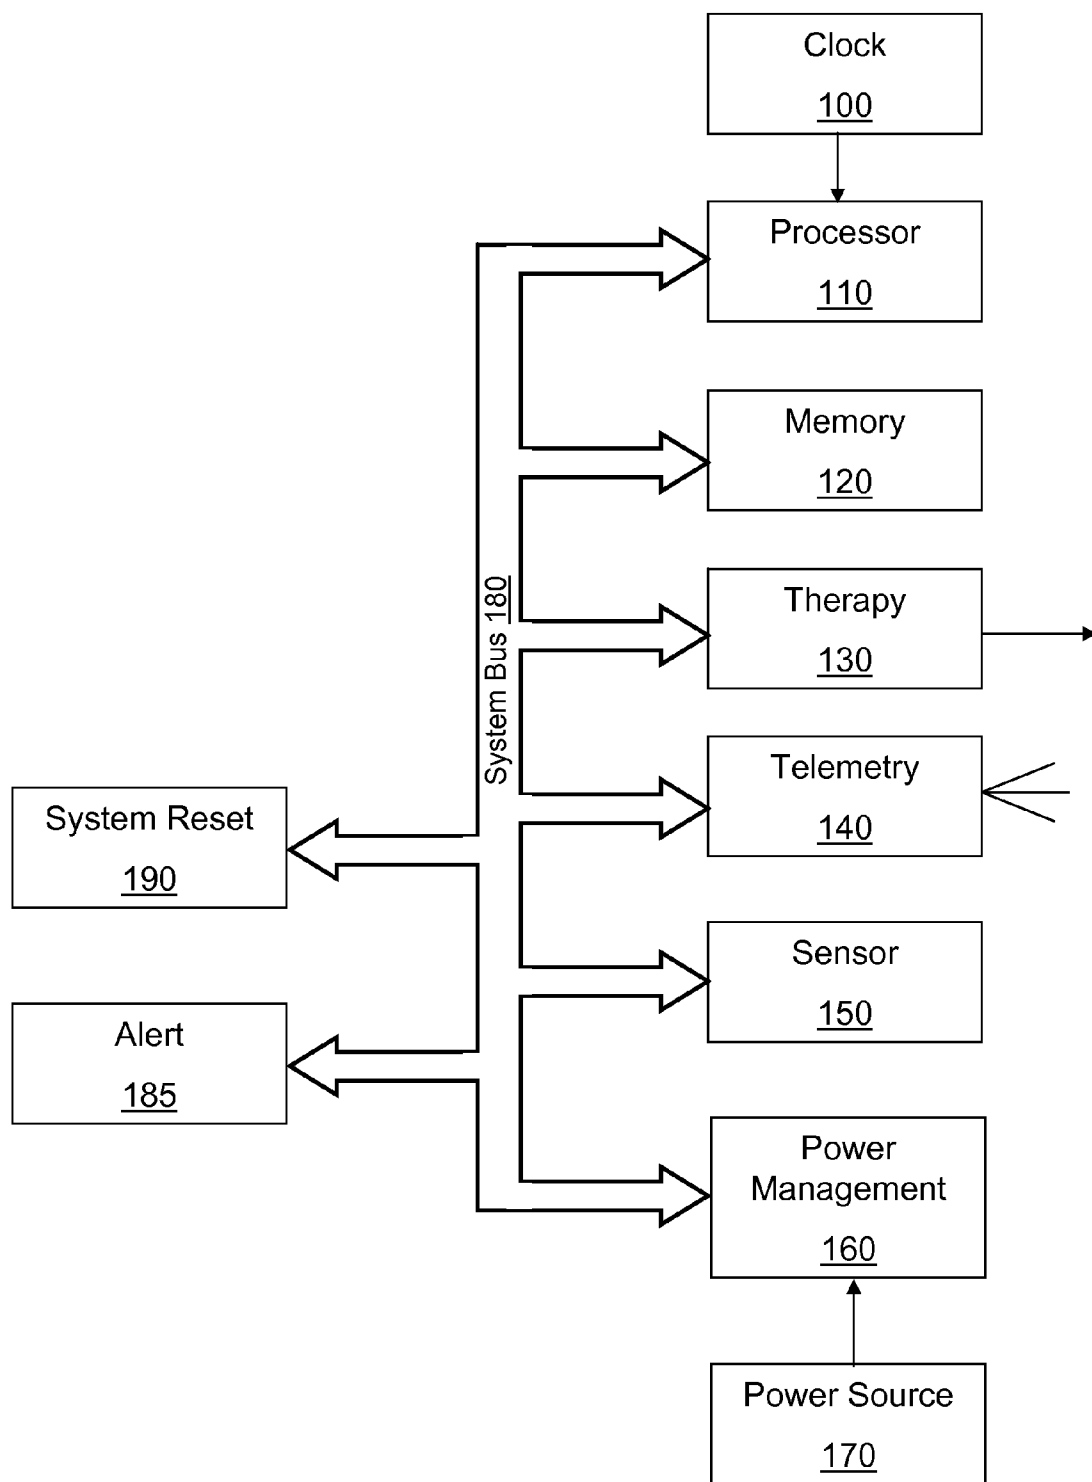 Clock
100
Processor
110
Memory
120
Therapy
130
System Bus 180
Telemetry
140
System Reset
190
Sensor
150
Alert
185
Power
Management
160
Power Source
170